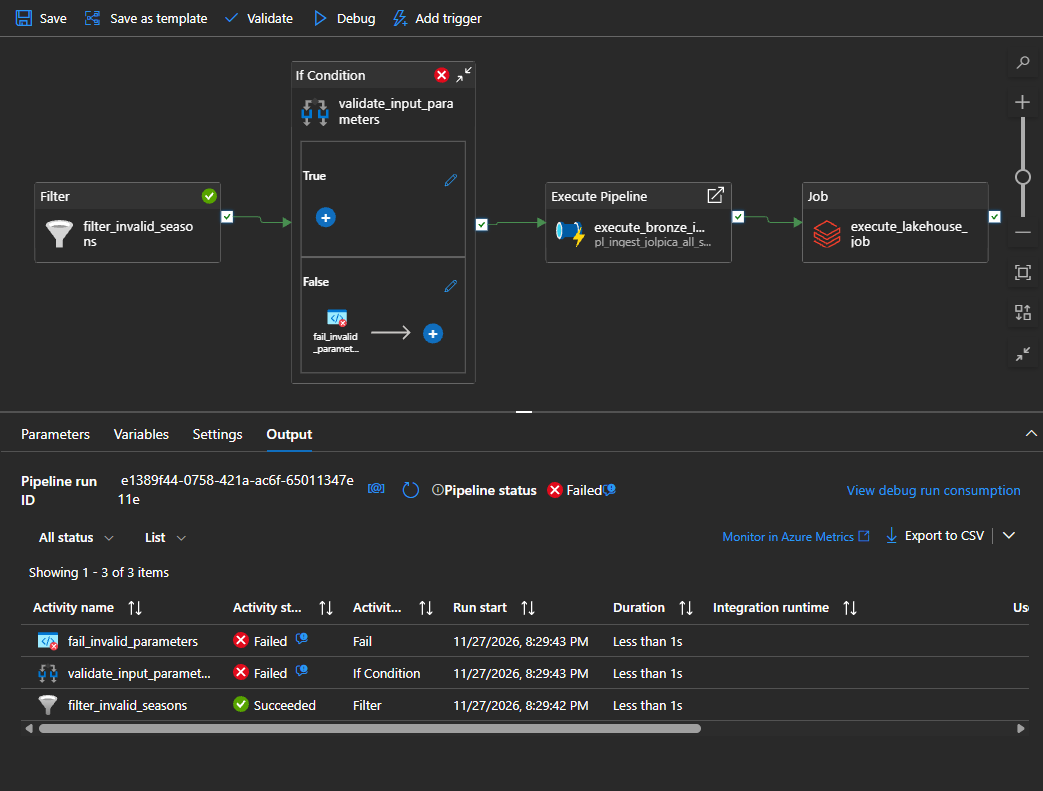 Save Save as template Validate Debug Add trigger
If Condition
validate_input_para
meters
True
False
fail_invalid
_paramet...
Filter
filter_invalid_seaso
ns
Execute Pipeline
execute_bronze_i...
pl_ingest_jolpica_all_s...
Job
execute_lakehouse_
job
Parameters Variables Settings Output
Pipeline run
ID
e1389f44-0758-421a-ac6f-65011347e
11e
Pipeline status Failed
View debug run consumption
All status List
Monitor in Azure Metrics Export to CSV
Showing 1 - 3 of 3 items
Activity name Activity st... Activit... Run start Duration Integration runtime Us
fail_invalid_parameters Failed Fail 11/27/2026, 8:29:43 PM Less than 1s
validate_input_paramet... Failed If Condition 11/27/2026, 8:29:43 PM Less than 1s
filter_invalid_seasons Succeeded Filter 11/27/2026, 8:29:42 PM Less than 1s